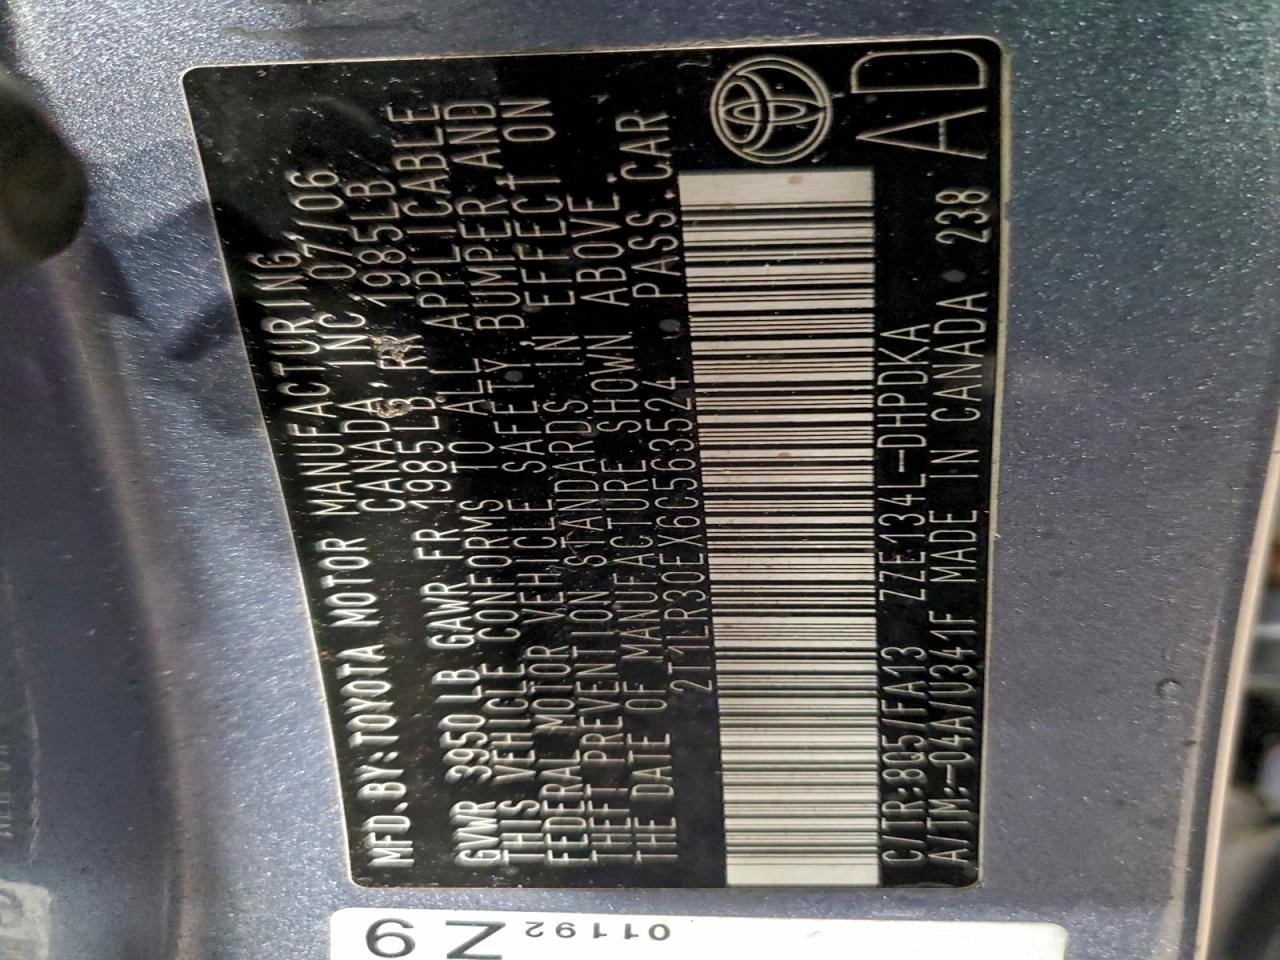 MFD.BY:TOYOTA MOTOR MANUFACTURING
CANADA, INC. 07/06
GVWR 3950LB GAWR FR 1985LB RR 1985LB
THIS VEHICLE CONFORMS TO ALL APPLICABLE
FEDERAL MOTOR VEHICLE SAFETY, BUMPER, AND
THEFT PREVENTION STANDARDS IN EFFECT ON
THE DATE OF MANUFACTURE SHOWN ABOVE.
2T1LR30EX6C563524 PASS.CAR
C/TR:8Q5/FA13 ZZE134L-DHPDKA
A/TM:-04A/U341F MADE IN CANADA • 238 AD
Z9
01192